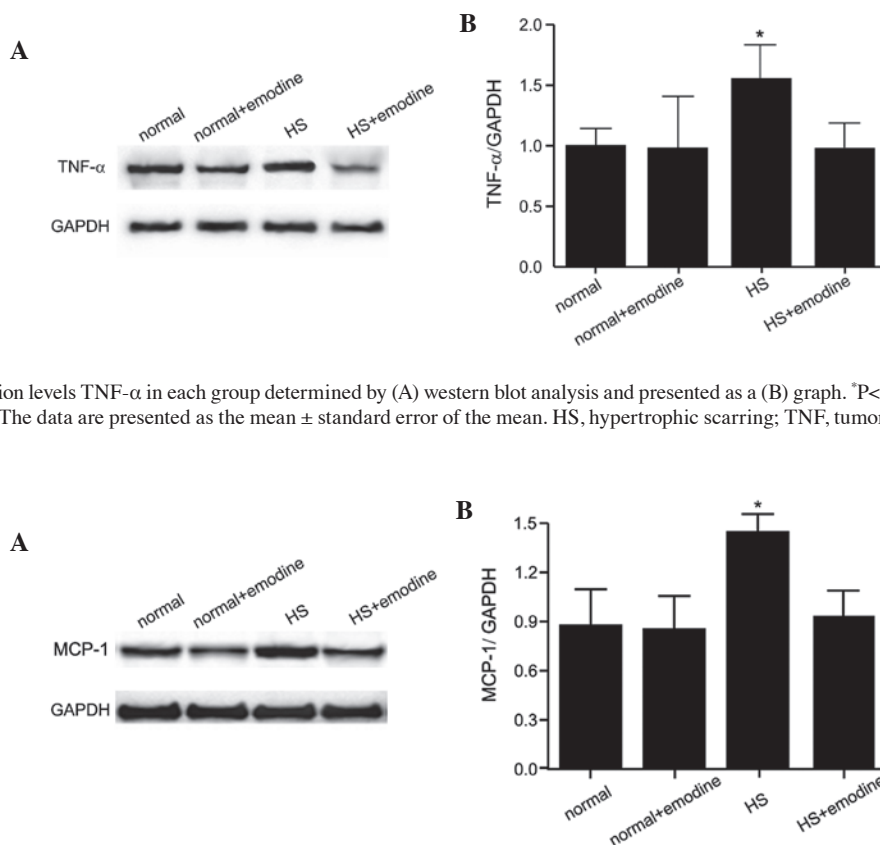 A
normal
normal+emodine
HS
HS+emodine
TNF-α
GAPDH
B
TNF-α/GAPDH
2.0
1.5
1.0
0.5
0.0
*
normal
normal+emodine
HS
HS+emodine
ion levels TNF-α in each group determined by (A) western blot analysis and presented as a (B) graph. *P<
The data are presented as the mean ± standard error of the mean. HS, hypertrophic scarring; TNF, tumor
A
normal
normal+emodine
HS
HS+emodine
MCP-1
GAPDH
B
MCP-1/ GAPDH
1.5
1.2
0.9
0.6
0.3
0.0
*
normal
normal+emodine
HS
HS+emodine